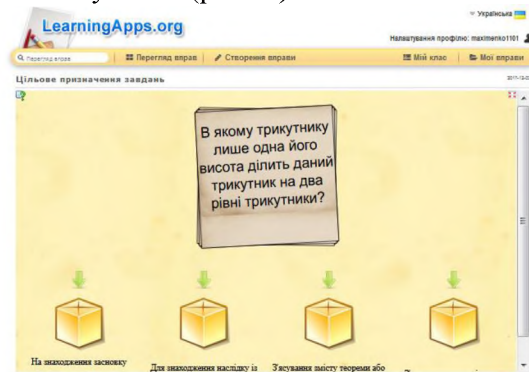 LearningApps.org
Українська
Налаштування профілю: maximenko1101
Перегляд вправ
Перегляд вправ
Створення вправи
Мій клас
Мої вправи
Цільове призначення завдань
В якому трикутнику
лише одна його
висота ділить даний
трикутник на два
рівні трикутники?
На знаходження засновку
Для знаходження наслідку із
З'ясування змісту теореми або